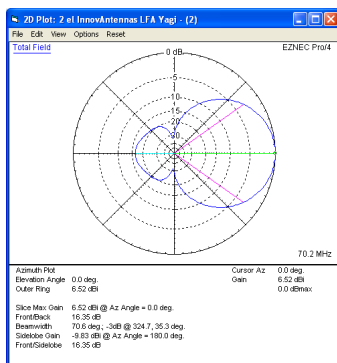 2D Plot: 2 el InnovAntennas LFA Yagi - (2)
File Edit View Options Reset
Total Field
EZNEC Pro/4
0 dB
-5
-10
-15
-20
-30
70.2 MHz
Azimuth Plot
Elevation Angle 0.0 deg.
Outer Ring 6.52 dBi
Cursor Az 0.0 deg.
Gain 6.52 dBi
0.0 dBmax
Slice Max Gain 6.52 dBi @ Az Angle = 0.0 deg.
Front/Back 16.35 dB
Beamwidth 70.6 deg.; -3dB @ 324.7, 35.3 deg.
Sidelobe Gain -9.83 dBi @ Az Angle = 180.0 deg.
Front/Sidelobe 16.35 dB